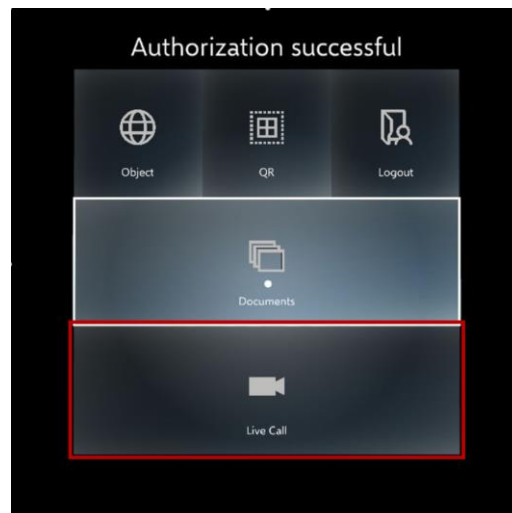 Authorization successful
Object
QR
Logout
Documents
Live Call